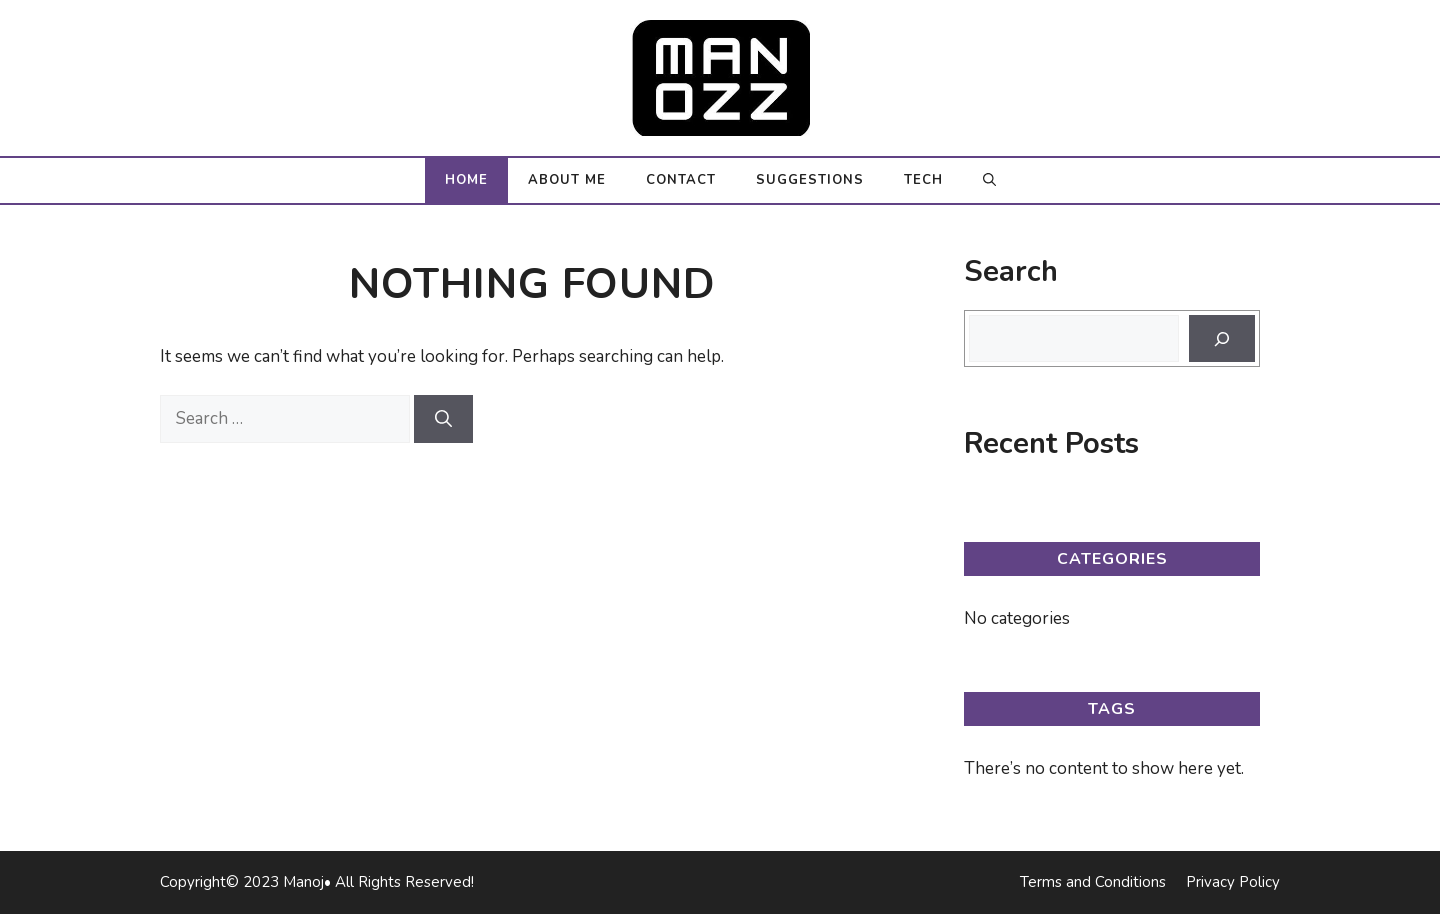 MAN
OZZ
HOME
ABOUT ME
CONTACT
SUGGESTIONS
TECH
NOTHING FOUND
It seems we can’t find what you’re looking for. Perhaps searching can help.
Search …
Search
Recent Posts
CATEGORIES
No categories
TAGS
There’s no content to show here yet.
Copyright© 2023 Manoj• All Rights Reserved!
Terms and Conditions
Privacy Policy